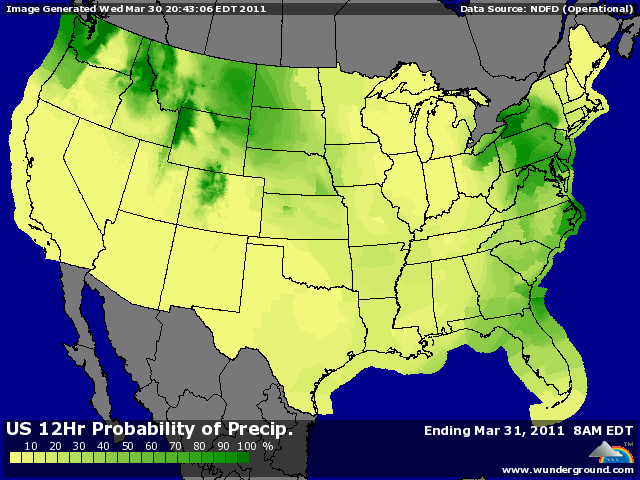 Image Generated Wed Mar 30 20:43:06 EDT 2011 Data Source: NDFD (Operational)
US 12Hr Probability of Precip. Ending Mar 31, 2011 8AM EDT
10 20 30 40 50 60 70 80 90 100 %
TM
www.wunderground.com